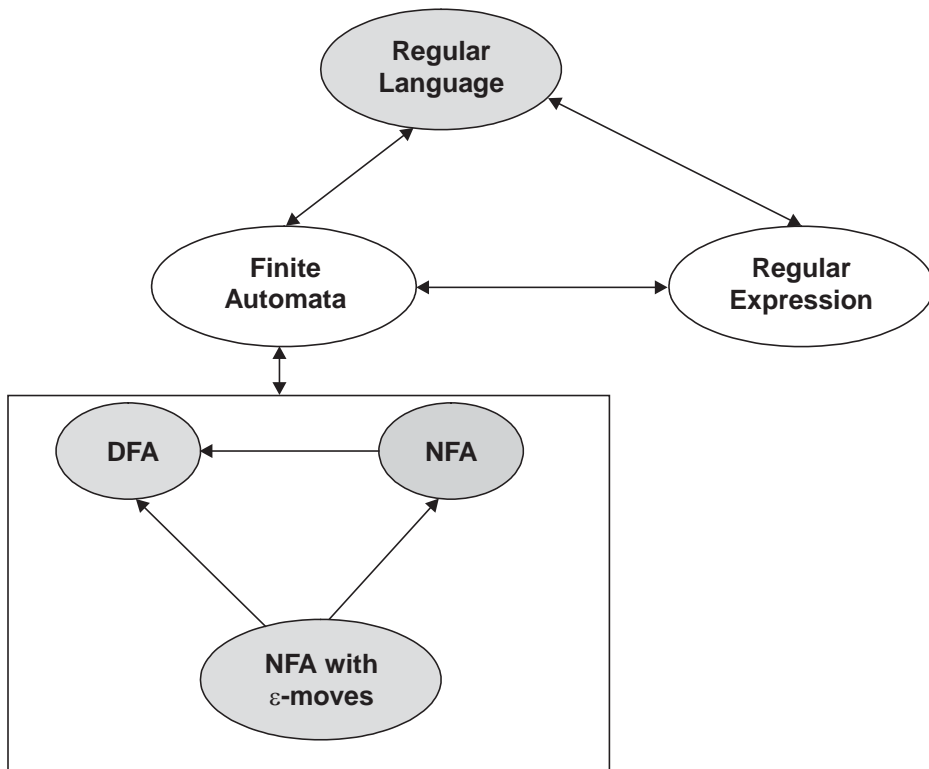 Regular
Language
Finite
Automata
Regular
Expression
DFA
NFA
NFA with
ε-moves